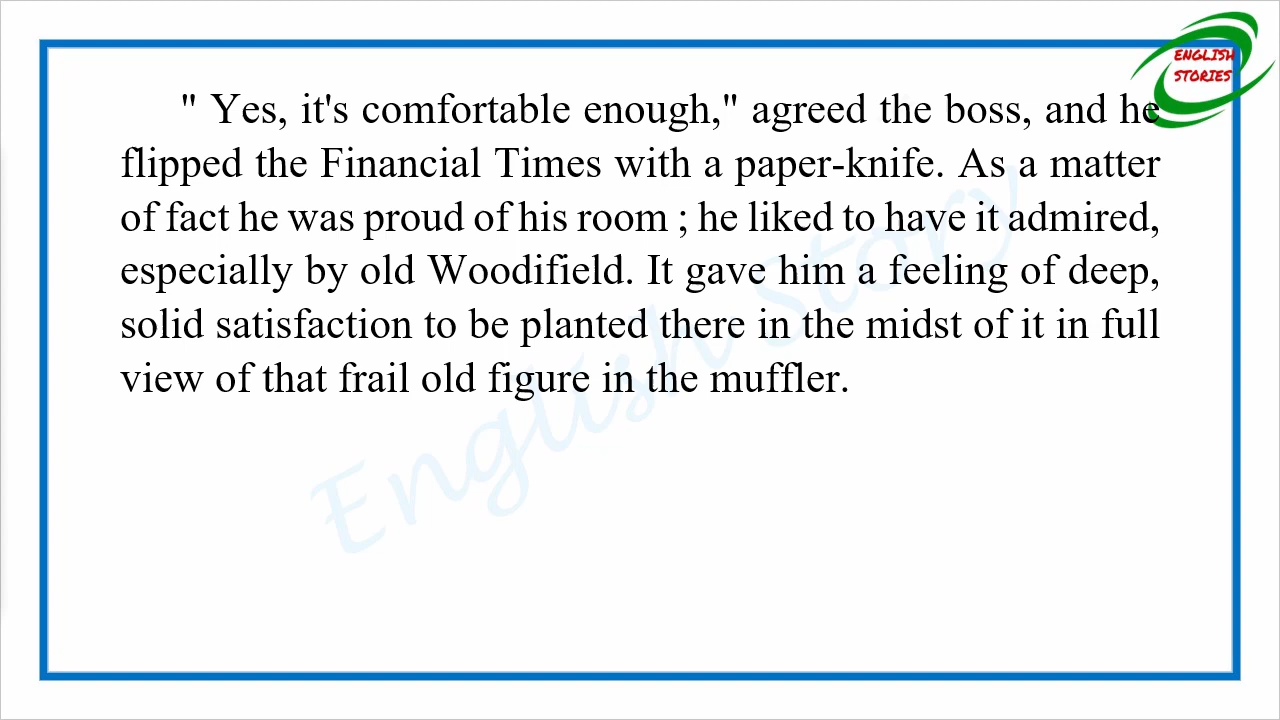 ENGLISH
STORIES
" Yes, it's comfortable enough," agreed the boss, and he
flipped the Financial Times with a paper-knife. As a matter
of fact he was proud of his room ; he liked to have it admired,
especially by old Woodifield. It gave him a feeling of deep,
solid satisfaction to be planted there in the midst of it in full
view of that frail old figure in the muffler.
English Story